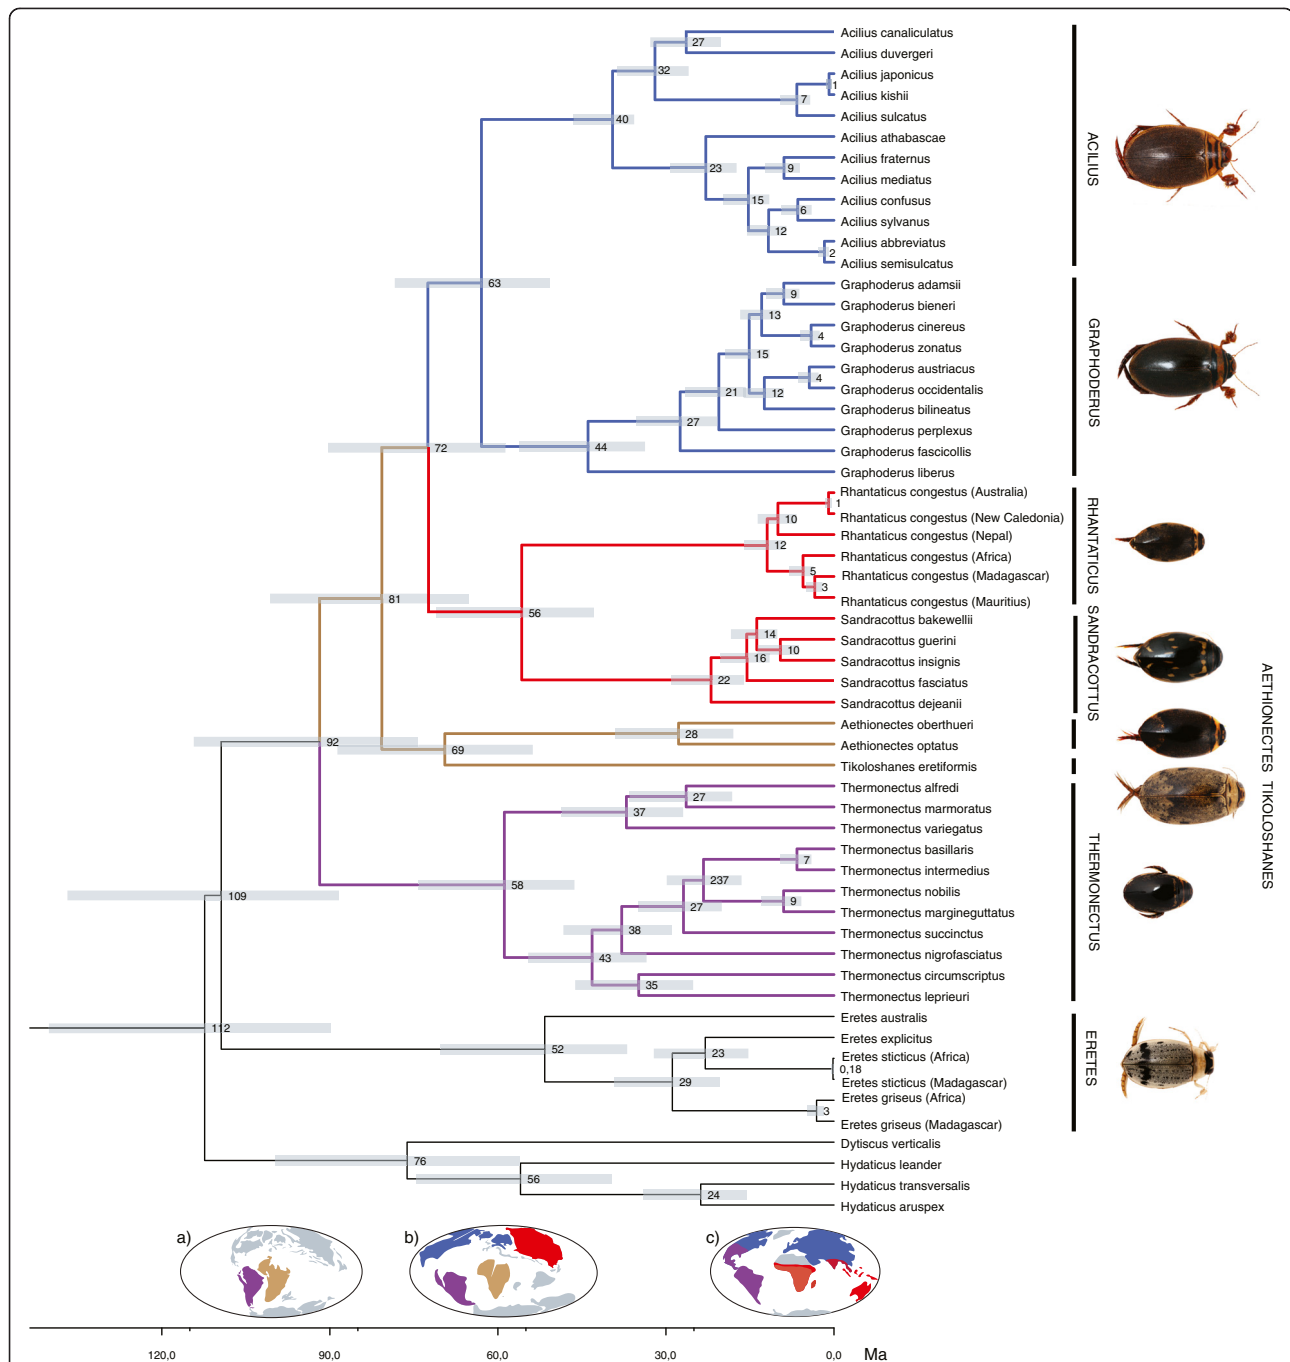 Acilius canaliculatus
27
Acilius duvergeri
32
Acilius japonicus
1
Acilius kishii
7
Acilius sulcatus
40
Acilius athabascae
23
Acilius fraternus
9
Acilius mediatus
15
Acilius confusus
6
Acilius sylvanus
12
Acilius abbreviatus
2
Acilius semisulcatus
ACILIUS
63
Graphoderus adamsii
9
Graphoderus bieneri
13
Graphoderus cinereus
4
Graphoderus zonatus
15
Graphoderus austriacus
4
Graphoderus occidentalis
21
12
Graphoderus bilineatus
27
Graphoderus perplexus
44
Graphoderus fascicollis
Graphoderus liberus
GRAPHODERUS
72
Rhantaticus congestus (Australia)
1
Rhantaticus congestus (New Caledonia)
10
Rhantaticus congestus (Nepal)
12
Rhantaticus congestus (Africa)
5
Rhantaticus congestus (Madagascar)
3
Rhantaticus congestus (Mauritius)
RHANTATICUS
81
56
Sandracottus bakewellii
14
Sandracottus guerini
10
Sandracottus insignis
16
Sandracottus fasciatus
22
Sandracottus dejeanii
SANDRACOTTUS
92
Aethionectes oberthueri
28
Aethionectes optatus
69
Tikoloshanes eretiformis
AETHIONECTES
TIKOLOSHANES
Thermonectus alfredi
27
Thermonectus marmoratus
37
Thermonectus variegatus
58
Thermonectus basillaris
7
Thermonectus intermedius
237
Thermonectus nobilis
9
Thermonectus margineguttatus
27
Thermonectus succinctus
38
Thermonectus nigrofasciatus
43
Thermonectus circumscriptus
35
Thermonectus leprieuri
THERMONECTUS
109
112
Eretes australis
52
Eretes explicitus
23
Eretes sticticus (Africa)
0,18
Eretes sticticus (Madagascar)
29
Eretes griseus (Africa)
3
Eretes griseus (Madagascar)
ERETES
Dytiscus verticalis
76
Hydaticus leander
56
Hydaticus transversalis
24
Hydaticus aruspex
a)
b)
c)
120,0
90,0
60,0
30,0
0,0
Ma